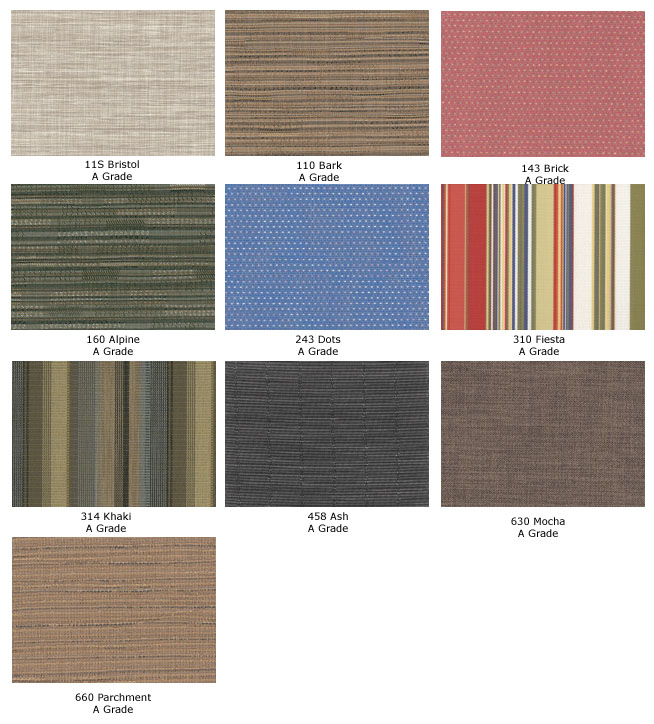 11S Bristol
A Grade
110 Bark
A Grade
143 Brick
A Grade
160 Alpine
A Grade
243 Dots
A Grade
310 Fiesta
A Grade
314 Khaki
A Grade
458 Ash
A Grade
630 Mocha
A Grade
660 Parchment
A Grade